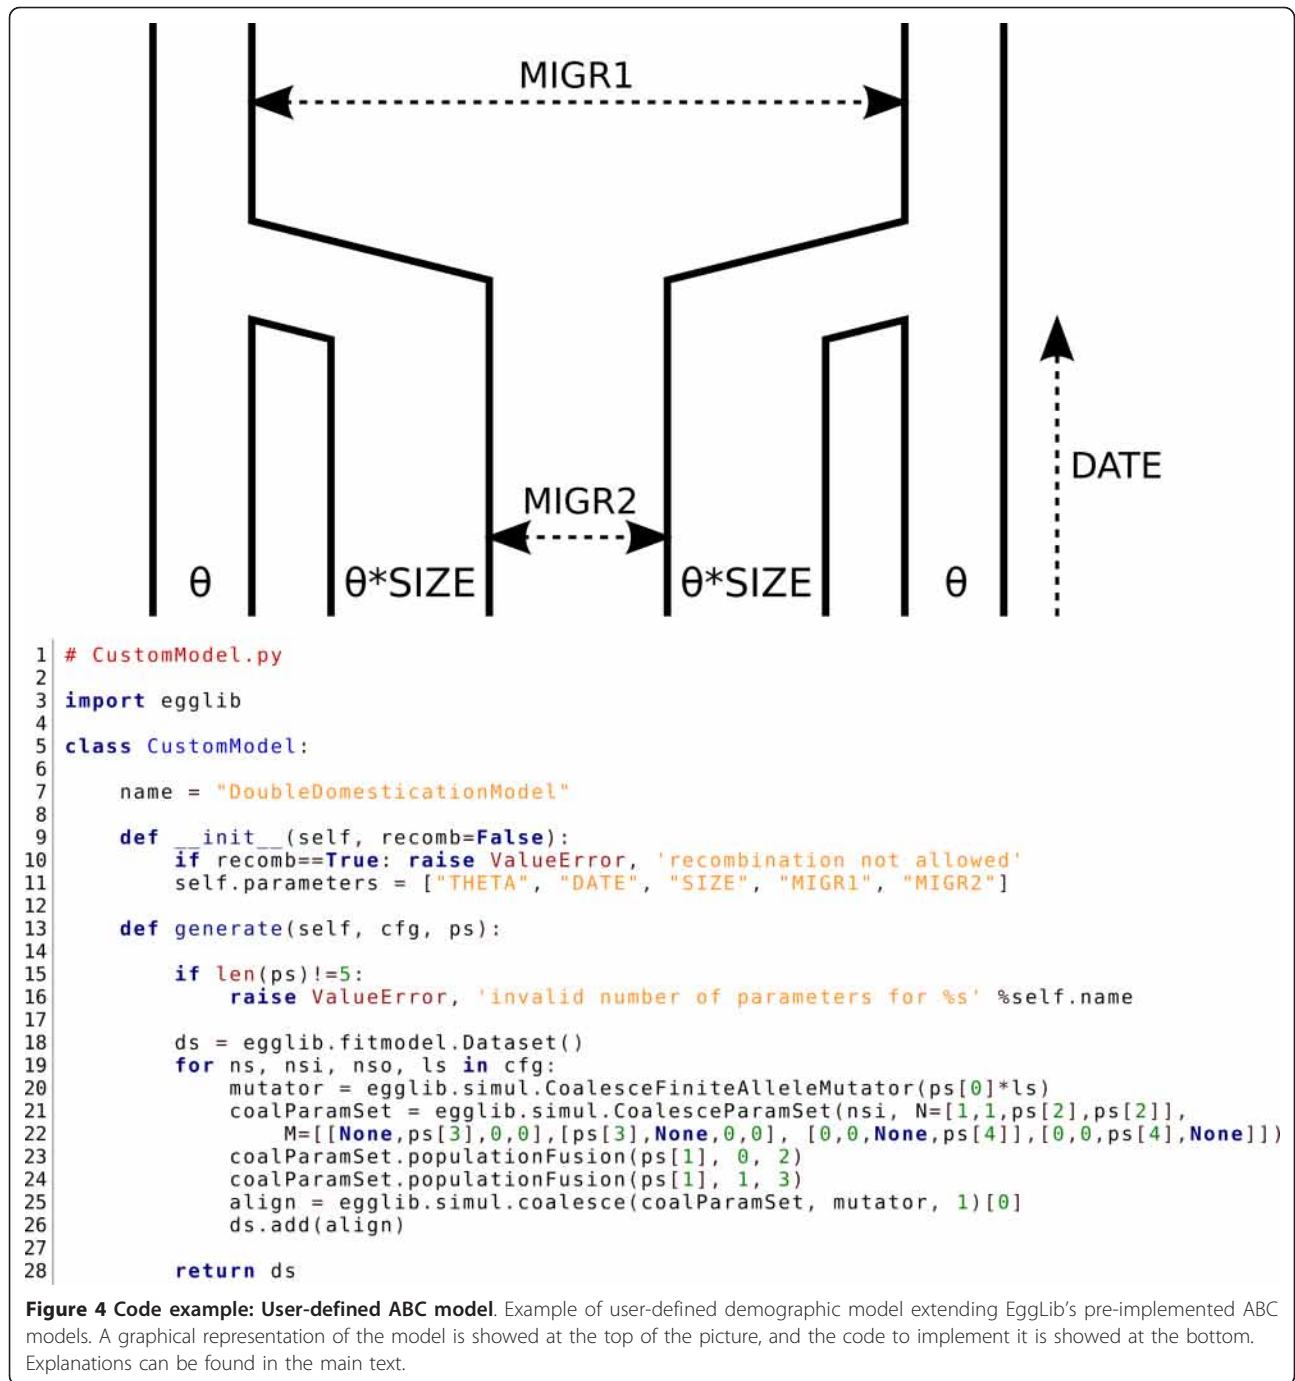 MIGR1
DATE
MIGR2
θ θ*SIZE θ*SIZE θ
1 # CustomModel.py
2
3 import egglib
4
5 class CustomModel:
6
7 name = "DoubleDomesticationModel"
8
9 def __init__(self, recomb=False):
10 if recomb==True: raise ValueError, 'recombination not allowed'
11 self.parameters = ["THETA", "DATE", "SIZE", "MIGR1", "MIGR2"]
12
13 def generate(self, cfg, ps):
14
15 if len(ps)!=5:
16 raise ValueError, 'invalid number of parameters for %s' %self.name
17
18 ds = egglib.fitmodel.Dataset()
19 for ns, nsi, nso, ls in cfg:
20 mutator = egglib.simul.CoalesceFiniteAlleleMutator(ps[0]*ls)
21 coalParamSet = egglib.simul.CoalesceParamSet(nsi, N=[1,1,ps[2],ps[2]],
22 M=[[None,ps[3],0,0],[ps[3],None,0,0], [0,0,None,ps[4]],[0,0,ps[4],None]])
23 coalParamSet.populationFusion(ps[1], 0, 2)
24 coalParamSet.populationFusion(ps[1], 1, 3)
25 align = egglib.simul.coalesce(coalParamSet, mutator, 1)[0]
26 ds.add(align)
27
28 return ds
Figure 4 Code example: User-defined ABC model. Example of user-defined demographic model extending EggLib's pre-implemented ABC
models. A graphical representation of the model is showed at the top of the picture, and the code to implement it is showed at the bottom.
Explanations can be found in the main text.